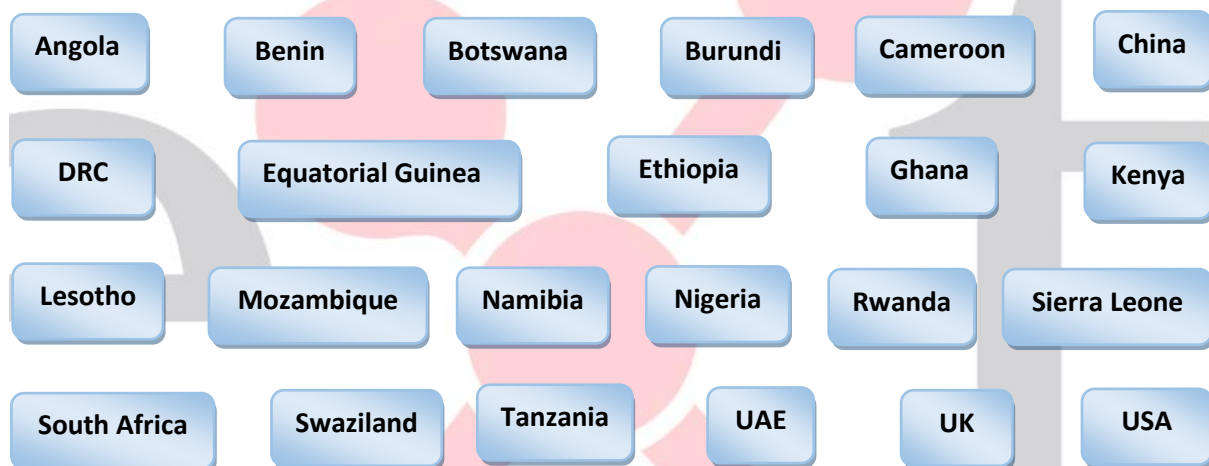 Angola Benin Botswana Burundi Cameroon China
DRC Equatorial Guinea Ethiopia Ghana Kenya
Lesotho Mozambique Namibia Nigeria Rwanda Sierra Leone
South Africa Swaziland Tanzania UAE UK USA